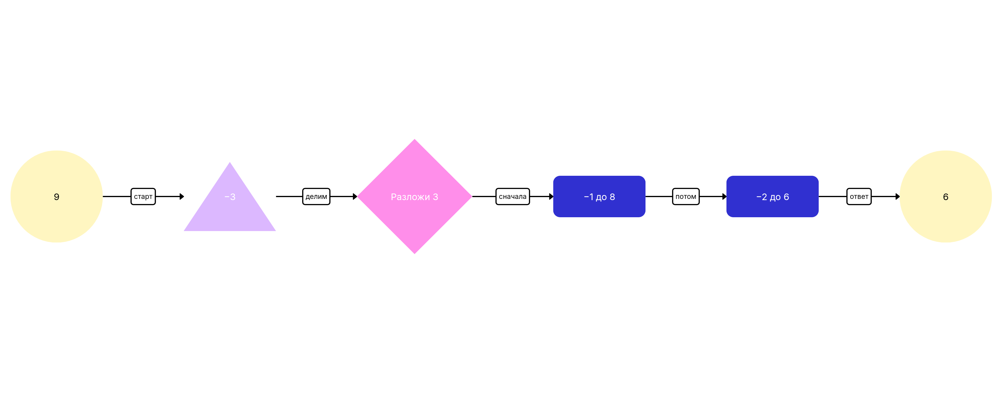 9
старт
−3
делим
Разложи 3
сначала
−1 до 8
потом
−2 до 6
ответ
6